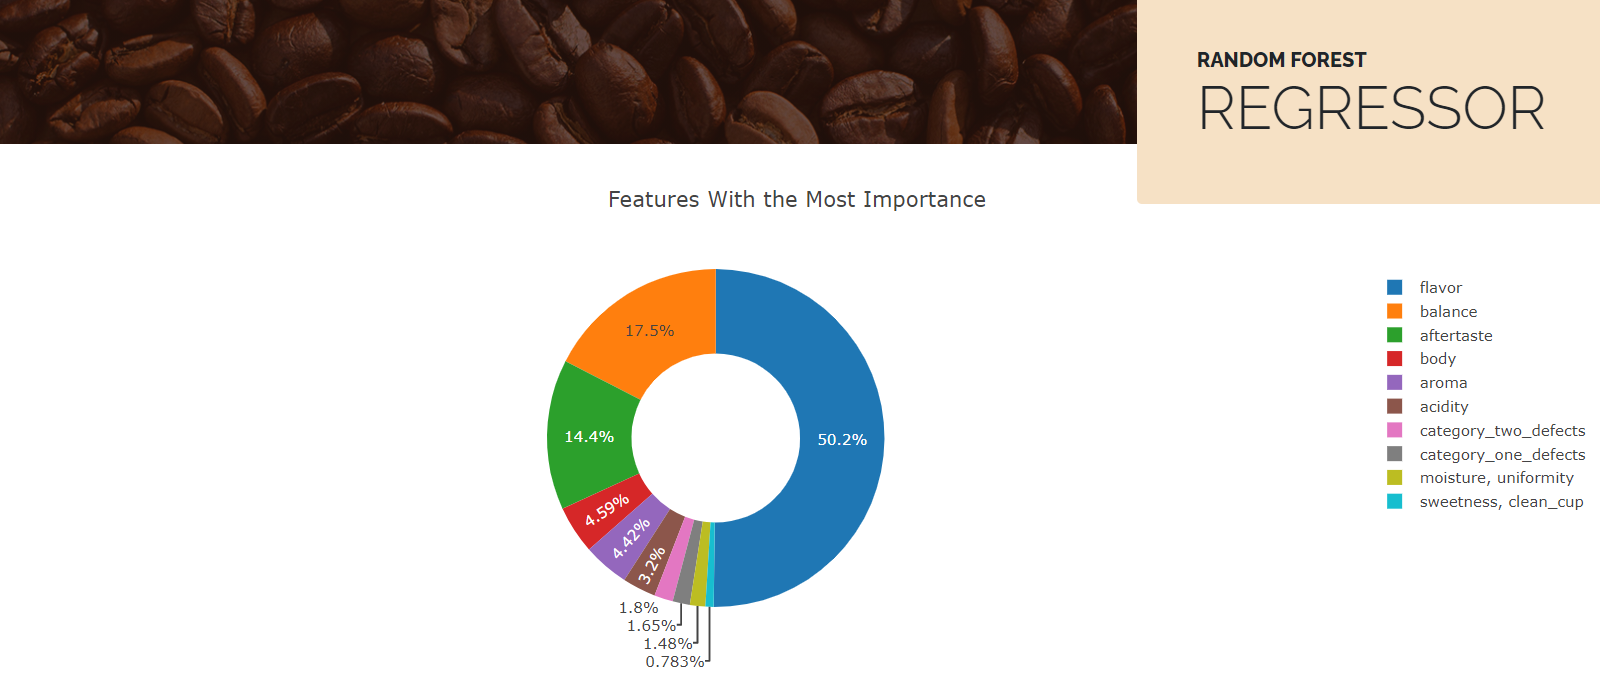 RANDOM FOREST
REGRESSOR
Features With the Most Importance
17.5%
50.2%
14.4%
4.59%
4.42%
3.2%
1.8%
1.65%
1.48%
0.783%
flavor
balance
aftertaste
body
aroma
acidity
category_two_defects
category_one_defects
moisture, uniformity
sweetness, clean_cup